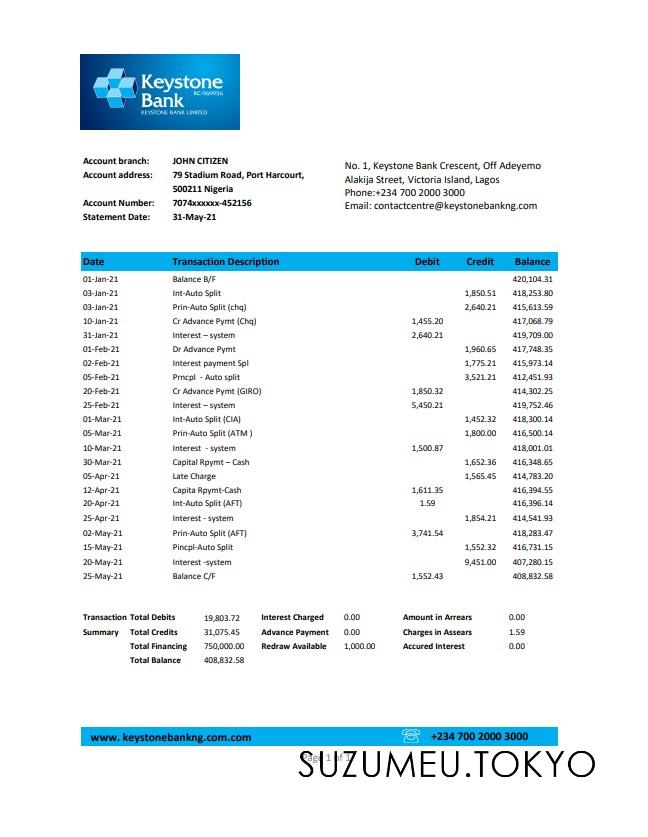 Keystone
RC-969956
Bank
KEYSTONE BANK LIMITED
Account branch: JOHN CITIZEN
Account address: 79 Stadium Road, Port Harcourt,
500211 Nigeria
Account Number: 7074xxxxxx-452156
Statement Date: 31-May-21
No. 1, Keystone Bank Crescent, Off Adeyemo
Alakija Street, Victoria Island, Lagos
Phone:+234 700 2000 3000
Email: contactcentre@keystonebankng.com
Date Transaction Description Debit Credit Balance
01-Jan-21 Balance B/F 420,104.31
03-Jan-21 Int-Auto Split 1,850.51 418,253.80
03-Jan-21 Prin-Auto Split (chq) 2,640.21 415,613.59
10-Jan-21 Cr Advance Pymt (Chq) 1,455.20 417,068.79
31-Jan-21 Interest – system 2,640.21 419,709.00
01-Feb-21 Dr Advance Pymt 1,960.65 417,748.35
02-Feb-21 Interest payment Spl 1,775.21 415,973.14
05-Feb-21 Prncpl - Auto split 3,521.21 412,451.93
20-Feb-21 Cr Advance Pymt (GIRO) 1,850.32 414,302.25
25-Feb-21 Interest – system 5,450.21 419,752.46
01-Mar-21 Int-Auto Split (CIA) 1,452.32 418,300.14
05-Mar-21 Prin-Auto Split (ATM ) 1,800.00 416,500.14
10-Mar-21 Interest - system 1,500.87 418,001.01
30-Mar-21 Capital Rpymt – Cash 1,652.36 416,348.65
05-Apr-21 Late Charge 1,565.45 414,783.20
12-Apr-21 Capita Rpymt-Cash 1,611.35 416,394.55
20-Apr-21 Int-Auto Split (AFT) 1.59 416,396.14
25-Apr-21 Interest - system 1,854.21 414,541.93
02-May-21 Prin-Auto Split (AFT) 3,741.54 418,283.47
15-May-21 Pincpl-Auto Split 1,552.32 416,731.15
20-May-21 Interest -system 9,451.00 407,280.15
25-May-21 Balance C/F 1,552.43 408,832.58
Transaction Total Debits 19,803.72 Interest Charged 0.00 Amount in Arrears 0.00
Summary Total Credits 31,075.45 Advance Payment 0.00 Charges in Assears 1.59
Total Financing 750,000.00 Redraw Available 1,000.00 Accured Interest 0.00
Total Balance 408,832.58
www. keystonebankng.com.com +234 700 2000 3000
Page 1 of 1
SUZUMEU.TOKYO